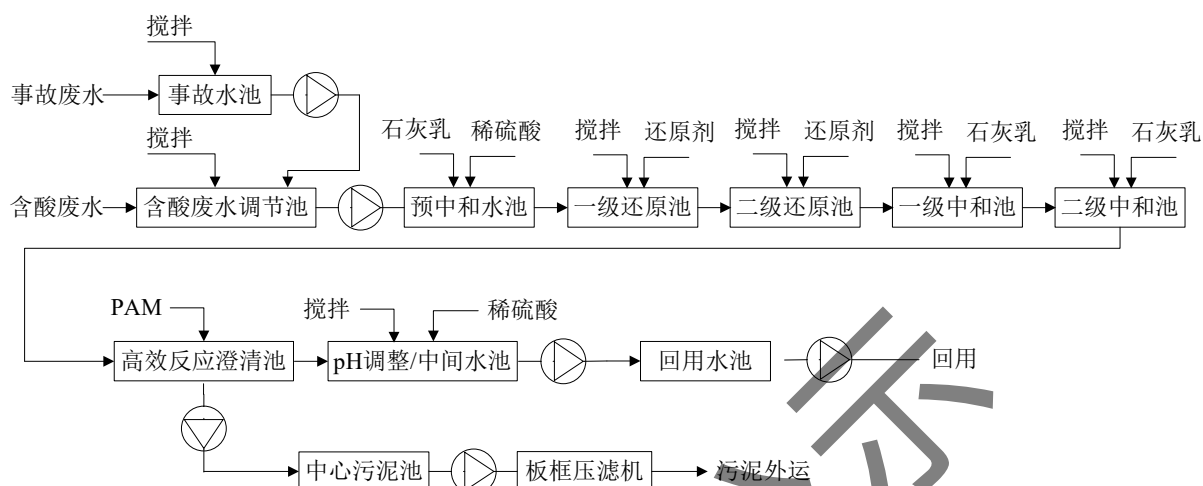 搅拌
事故废水
事故水池
搅拌
石灰乳
稀硫酸
搅拌
还原剂
搅拌
还原剂
搅拌
石灰乳
搅拌
石灰乳
含酸废水
含酸废水调节池
预中和水池
一级还原池
二级还原池
一级中和池
二级中和池
PAM
搅拌
稀硫酸
高效反应澄清池
pH调整/中间水池
回用水池
回用
中心污泥池
板框压滤机
污泥外运
示